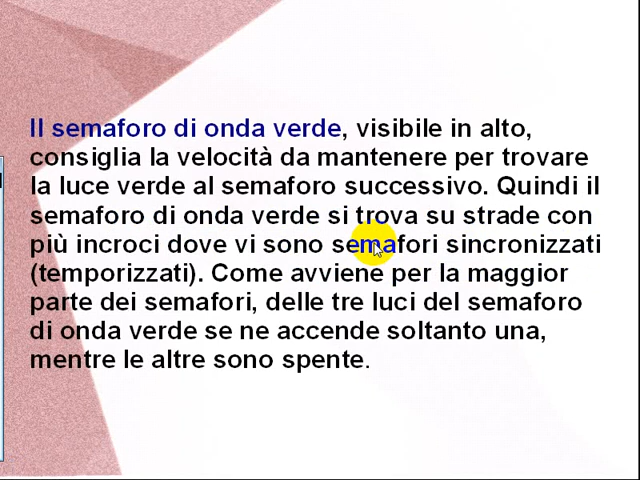 Il semaforo di onda verde, visibile in alto,
consiglia la velocità da mantenere per trovare
la luce verde al semaforo successivo. Quindi il
semaforo di onda verde si trova su strade con
più incroci dove vi sono semafori sincronizzati
(temporizzati). Come avviene per la maggior
parte dei semafori, delle tre luci del semaforo
di onda verde se ne accende soltanto una,
mentre le altre sono spente.